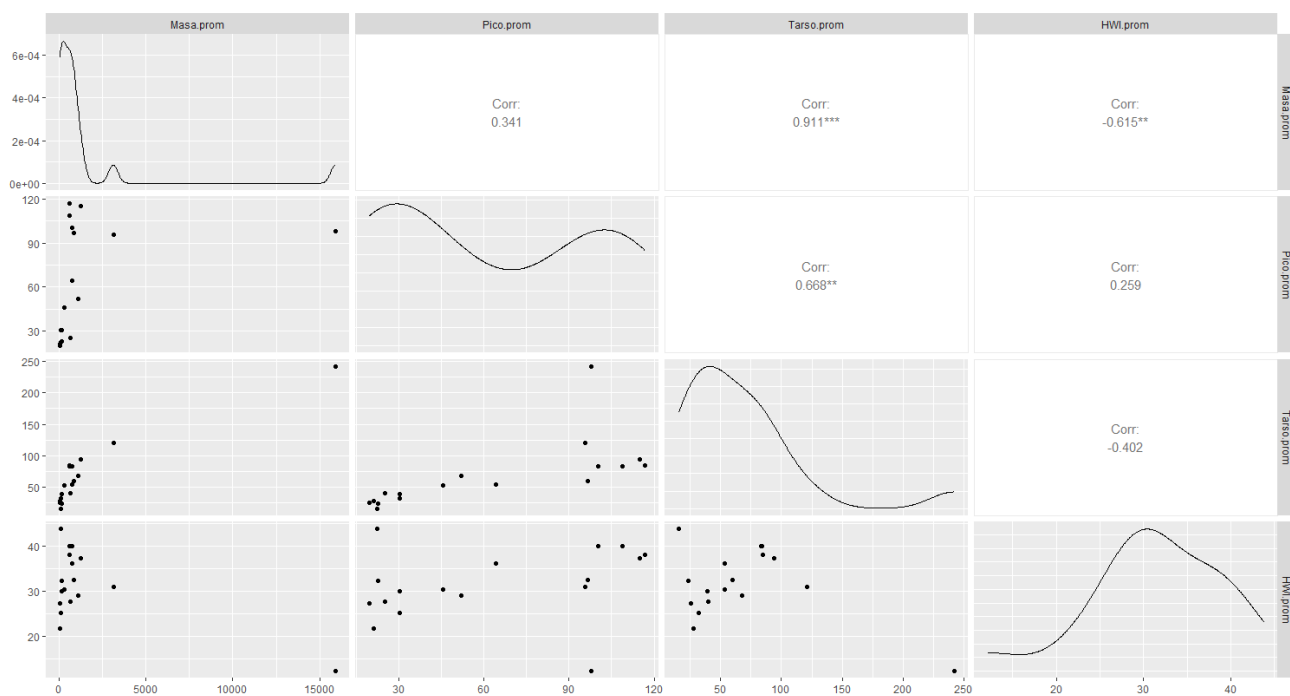 Masa.prom
Pico.prom
Tarso.prom
HWI.prom
6e-04
4e-04
2e-04
0e+00
Corr:
0.341
Corr:
0.911***
Corr:
-0.615**
Masa.prom
120
90
60
30
Corr:
0.668**
Corr:
0.259
Pico.prom
250
200
150
100
50
Corr:
-0.402
Tarso.prom
40
30
20
HWI.prom
0
5000
10000
15000
30
60
90
120
50
100
150
200
250
20
30
40